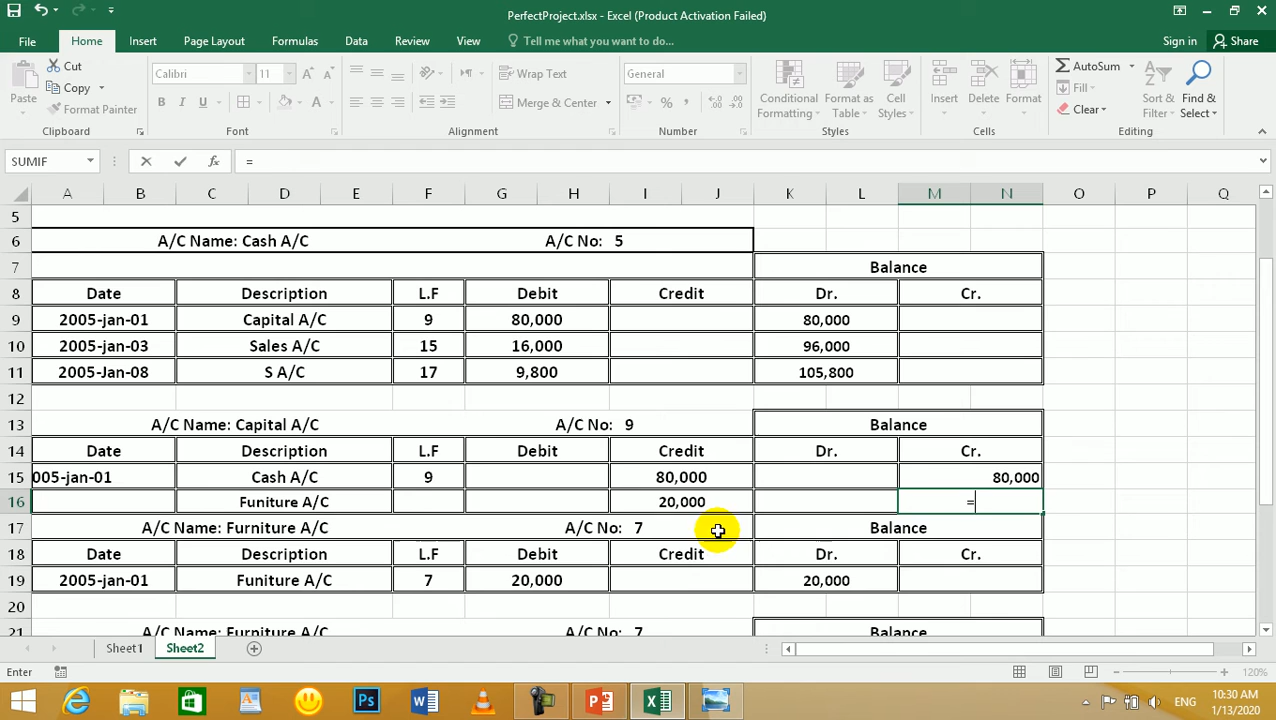 PerfectProject.xlsx - Excel (Product Activation Failed)
File Home Insert Page Layout Formulas Data Review View Tell me what you want to do... Sign in Share
Paste Cut Copy Format Painter Clipboard
Calibri 11 B I U A A A Font
Wrap Text Merge & Center Alignment
General % , Number
Conditional Formatting Format as Table Cell Styles Styles
Insert Delete Format Cells
AutoSum Fill Clear Sort & Filter Find & Select Editing
SUMIF fx =
A B C D E F G H I J K L M N O P Q
5
6 A/C Name: Cash A/C A/C No: 5
7 Balance
8 Date Description L.F Debit Credit Dr. Cr.
9 2005-jan-01 Capital A/C 9 80,000 80,000
10 2005-jan-03 Sales A/C 15 16,000 96,000
11 2005-Jan-08 S A/C 17 9,800 105,800
12
13 A/C Name: Capital A/C A/C No: 9 Balance
14 Date Description L.F Debit Credit Dr. Cr.
15 005-jan-01 Cash A/C 9 80,000 80,000
16 Funiture A/C 20,000 =
17 A/C Name: Furniture A/C A/C No: 7 Balance
18 Date Description L.F Debit Credit Dr. Cr.
19 2005-jan-01 Funiture A/C 7 20,000 20,000
20
21 A/C Name: Furniture A/C A/C No: 7 Balance
Sheet1 Sheet2
Enter 120%
ENG 10:30 AM
1/13/2020